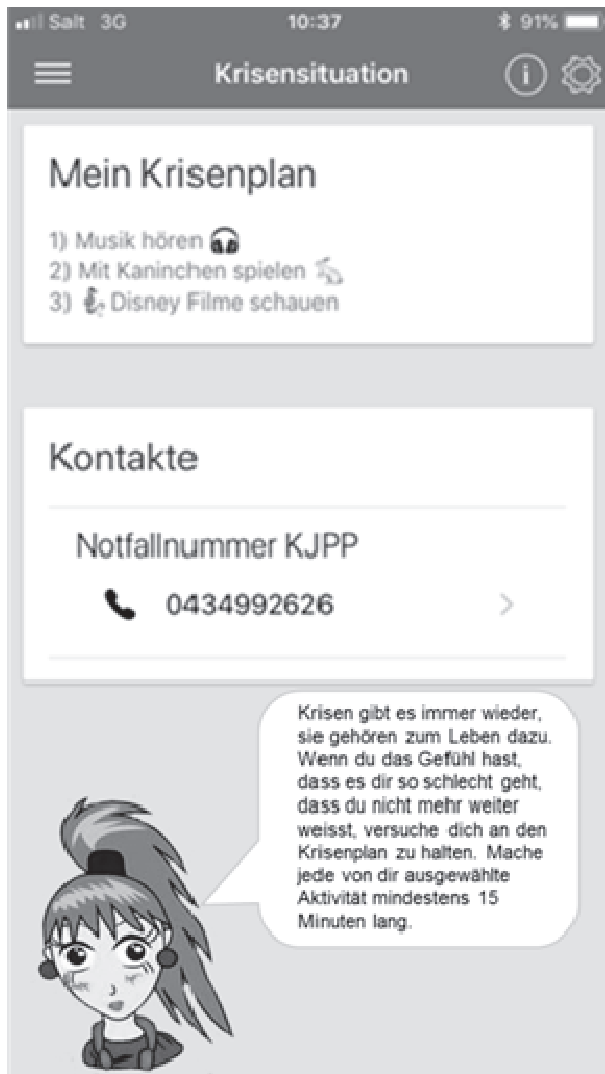 Salt 3G 10:37 91%
Krisensituation i
Mein Krisenplan
1) Musik hören
2) Mit Kaninchen spielen
3) Disney Filme schauen
Kontakte
Notfallnummer KJPP
0434992626
Krisen gibt es immer wieder,
sie gehören zum Leben dazu.
Wenn du das Gefühl hast,
dass es dir so schlecht geht,
dass du nicht mehr weiter
weisst, versuche dich an den
Krisenplan zu halten. Mache
jede von dir ausgewählte
Aktivität mindestens 15
Minuten lang.